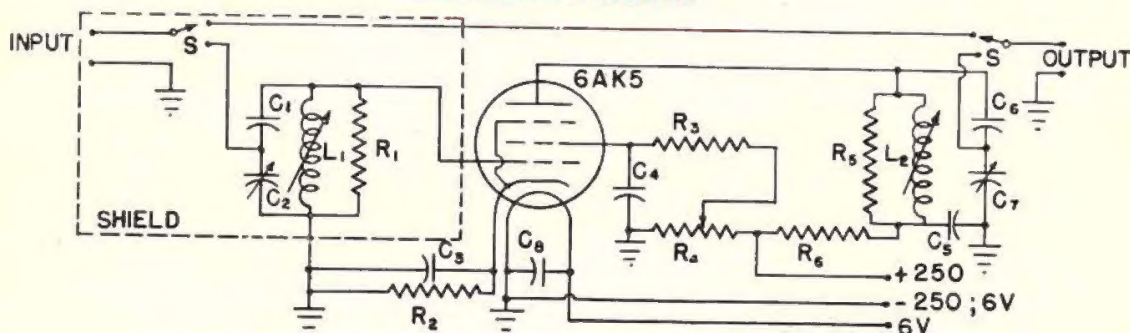 INPUT
S
C1
L1
R1
C2
SHIELD
C3
R2
6AK5
C8
R3
C4
R4
R6
R5
L2
C5
C6
C7
S
OUTPUT
+250
-250; 6V
6V